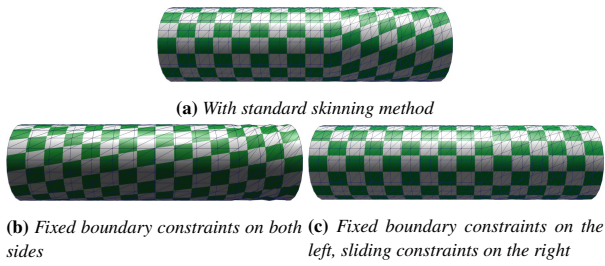 (a) With standard skinning method
(b) Fixed boundary constraints on both sides
(c) Fixed boundary constraints on the left, sliding constraints on the right